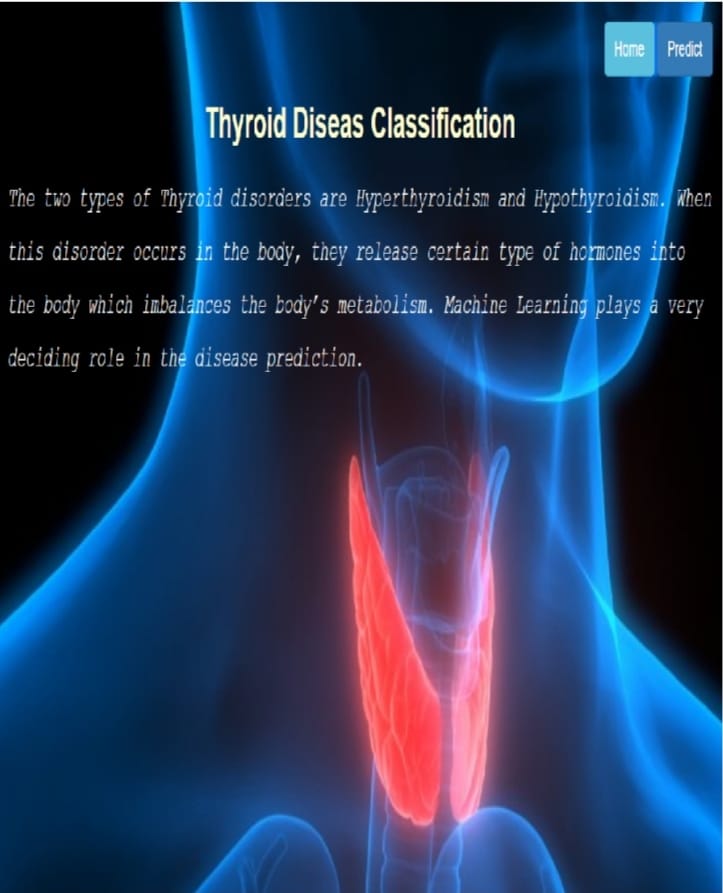 Home Predict
Thyroid Diseas Classification
The two types of Thyroid disorders are Hyperthyroidism and Hypothyroidism. When
this disorder occurs in the body, they release certain type of hormones into
the body which imbalances the body's metabolism. Machine Learning plays a very
deciding role in the disease prediction.